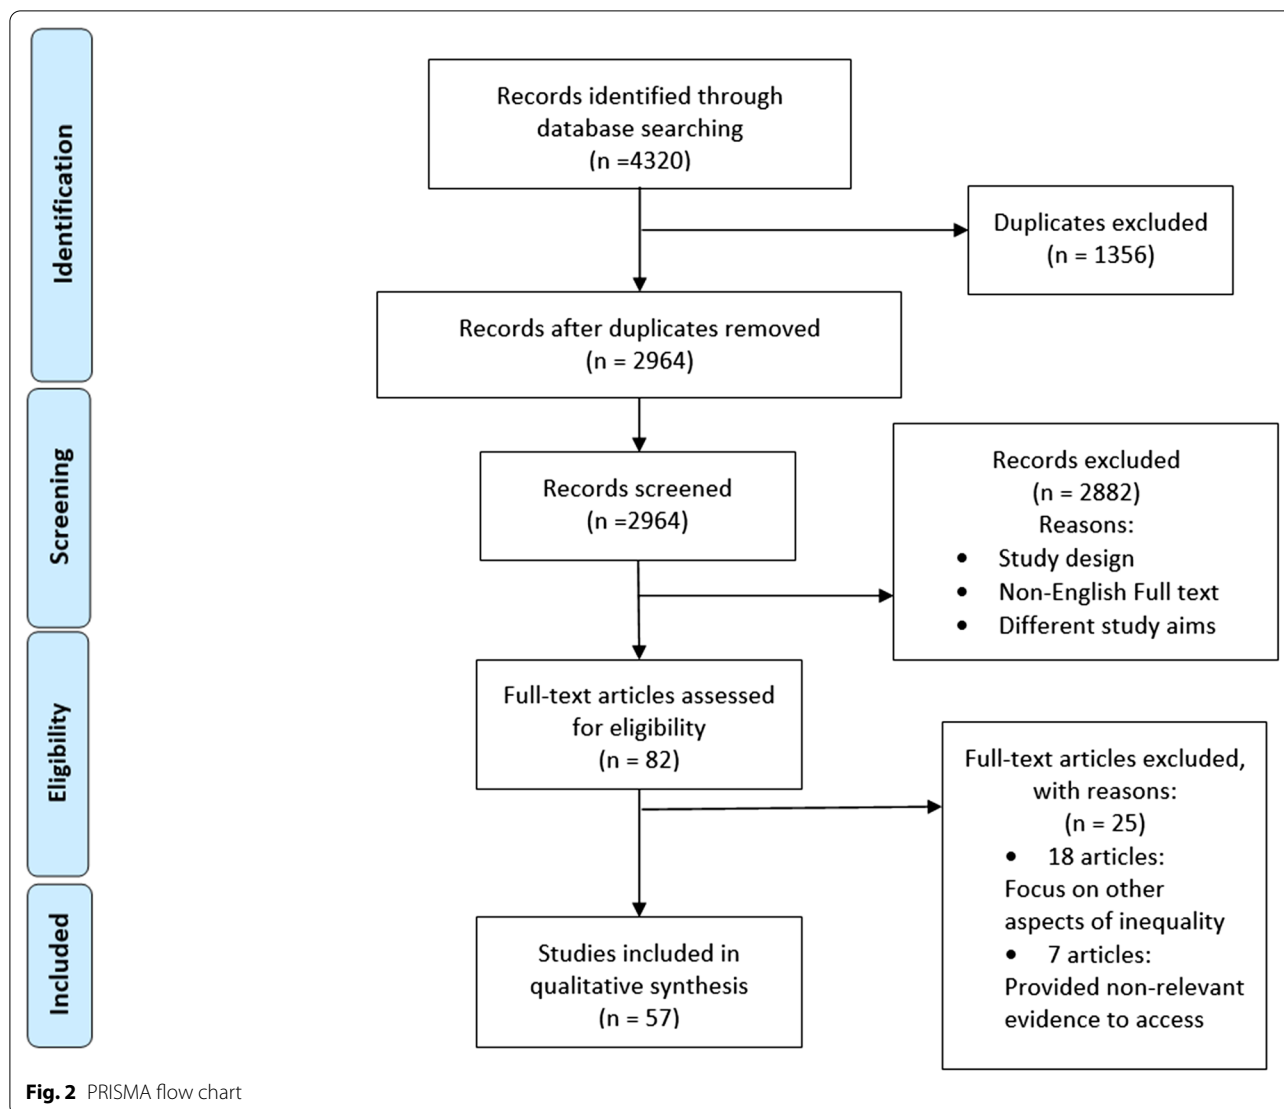 Identification
Records identified through
database searching
(n =4320)
Duplicates excluded
(n = 1356)
Records after duplicates removed
(n = 2964)
Screening
Records screened
(n =2964)
Records excluded
(n = 2882)
Reasons:
• Study design
• Non-English Full text
• Different study aims
Eligibility
Full-text articles assessed
for eligibility
(n = 82)
Full-text articles excluded,
with reasons:
(n = 25)
• 18 articles:
Focus on other
aspects of inequality
• 7 articles:
Provided non-relevant
evidence to access
Included
Studies included in
qualitative synthesis
(n = 57)
Fig. 2 PRISMA flow chart